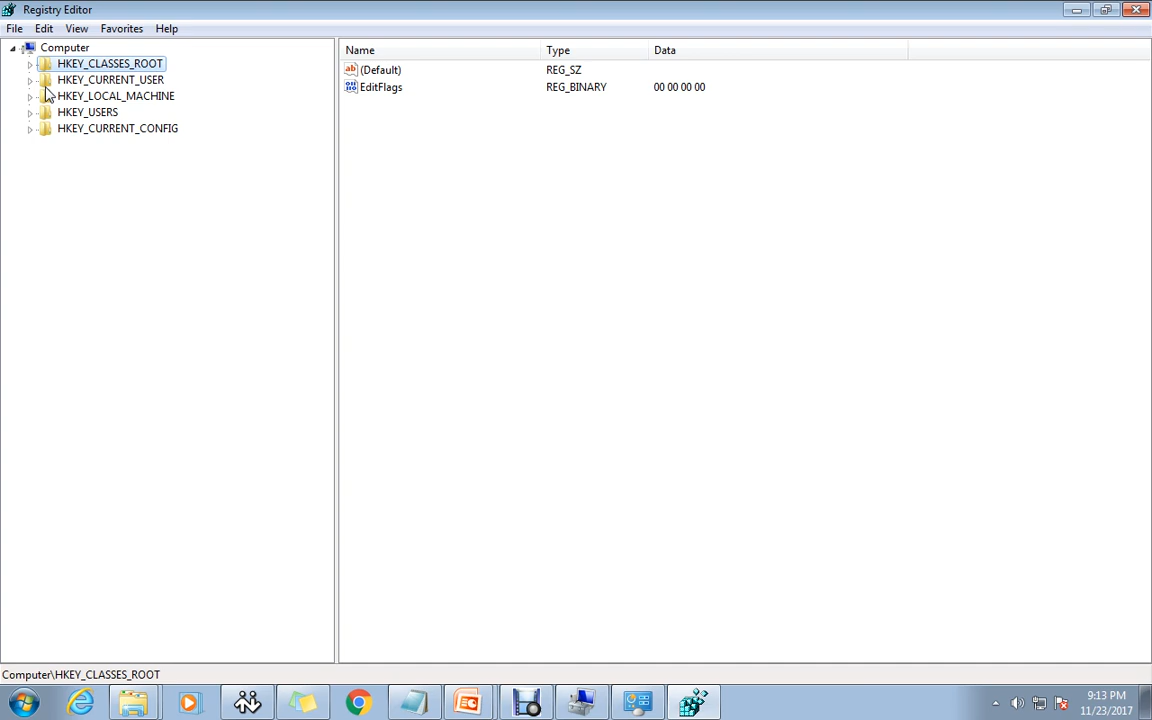 Registry Editor
File Edit View Favorites Help
Computer
HKEY_CLASSES_ROOT
HKEY_CURRENT_USER
HKEY_LOCAL_MACHINE
HKEY_USERS
HKEY_CURRENT_CONFIG
Name Type Data
(Default) REG_SZ
EditFlags REG_BINARY 00 00 00 00
Computer\HKEY_CLASSES_ROOT
9:13 PM
11/23/2017